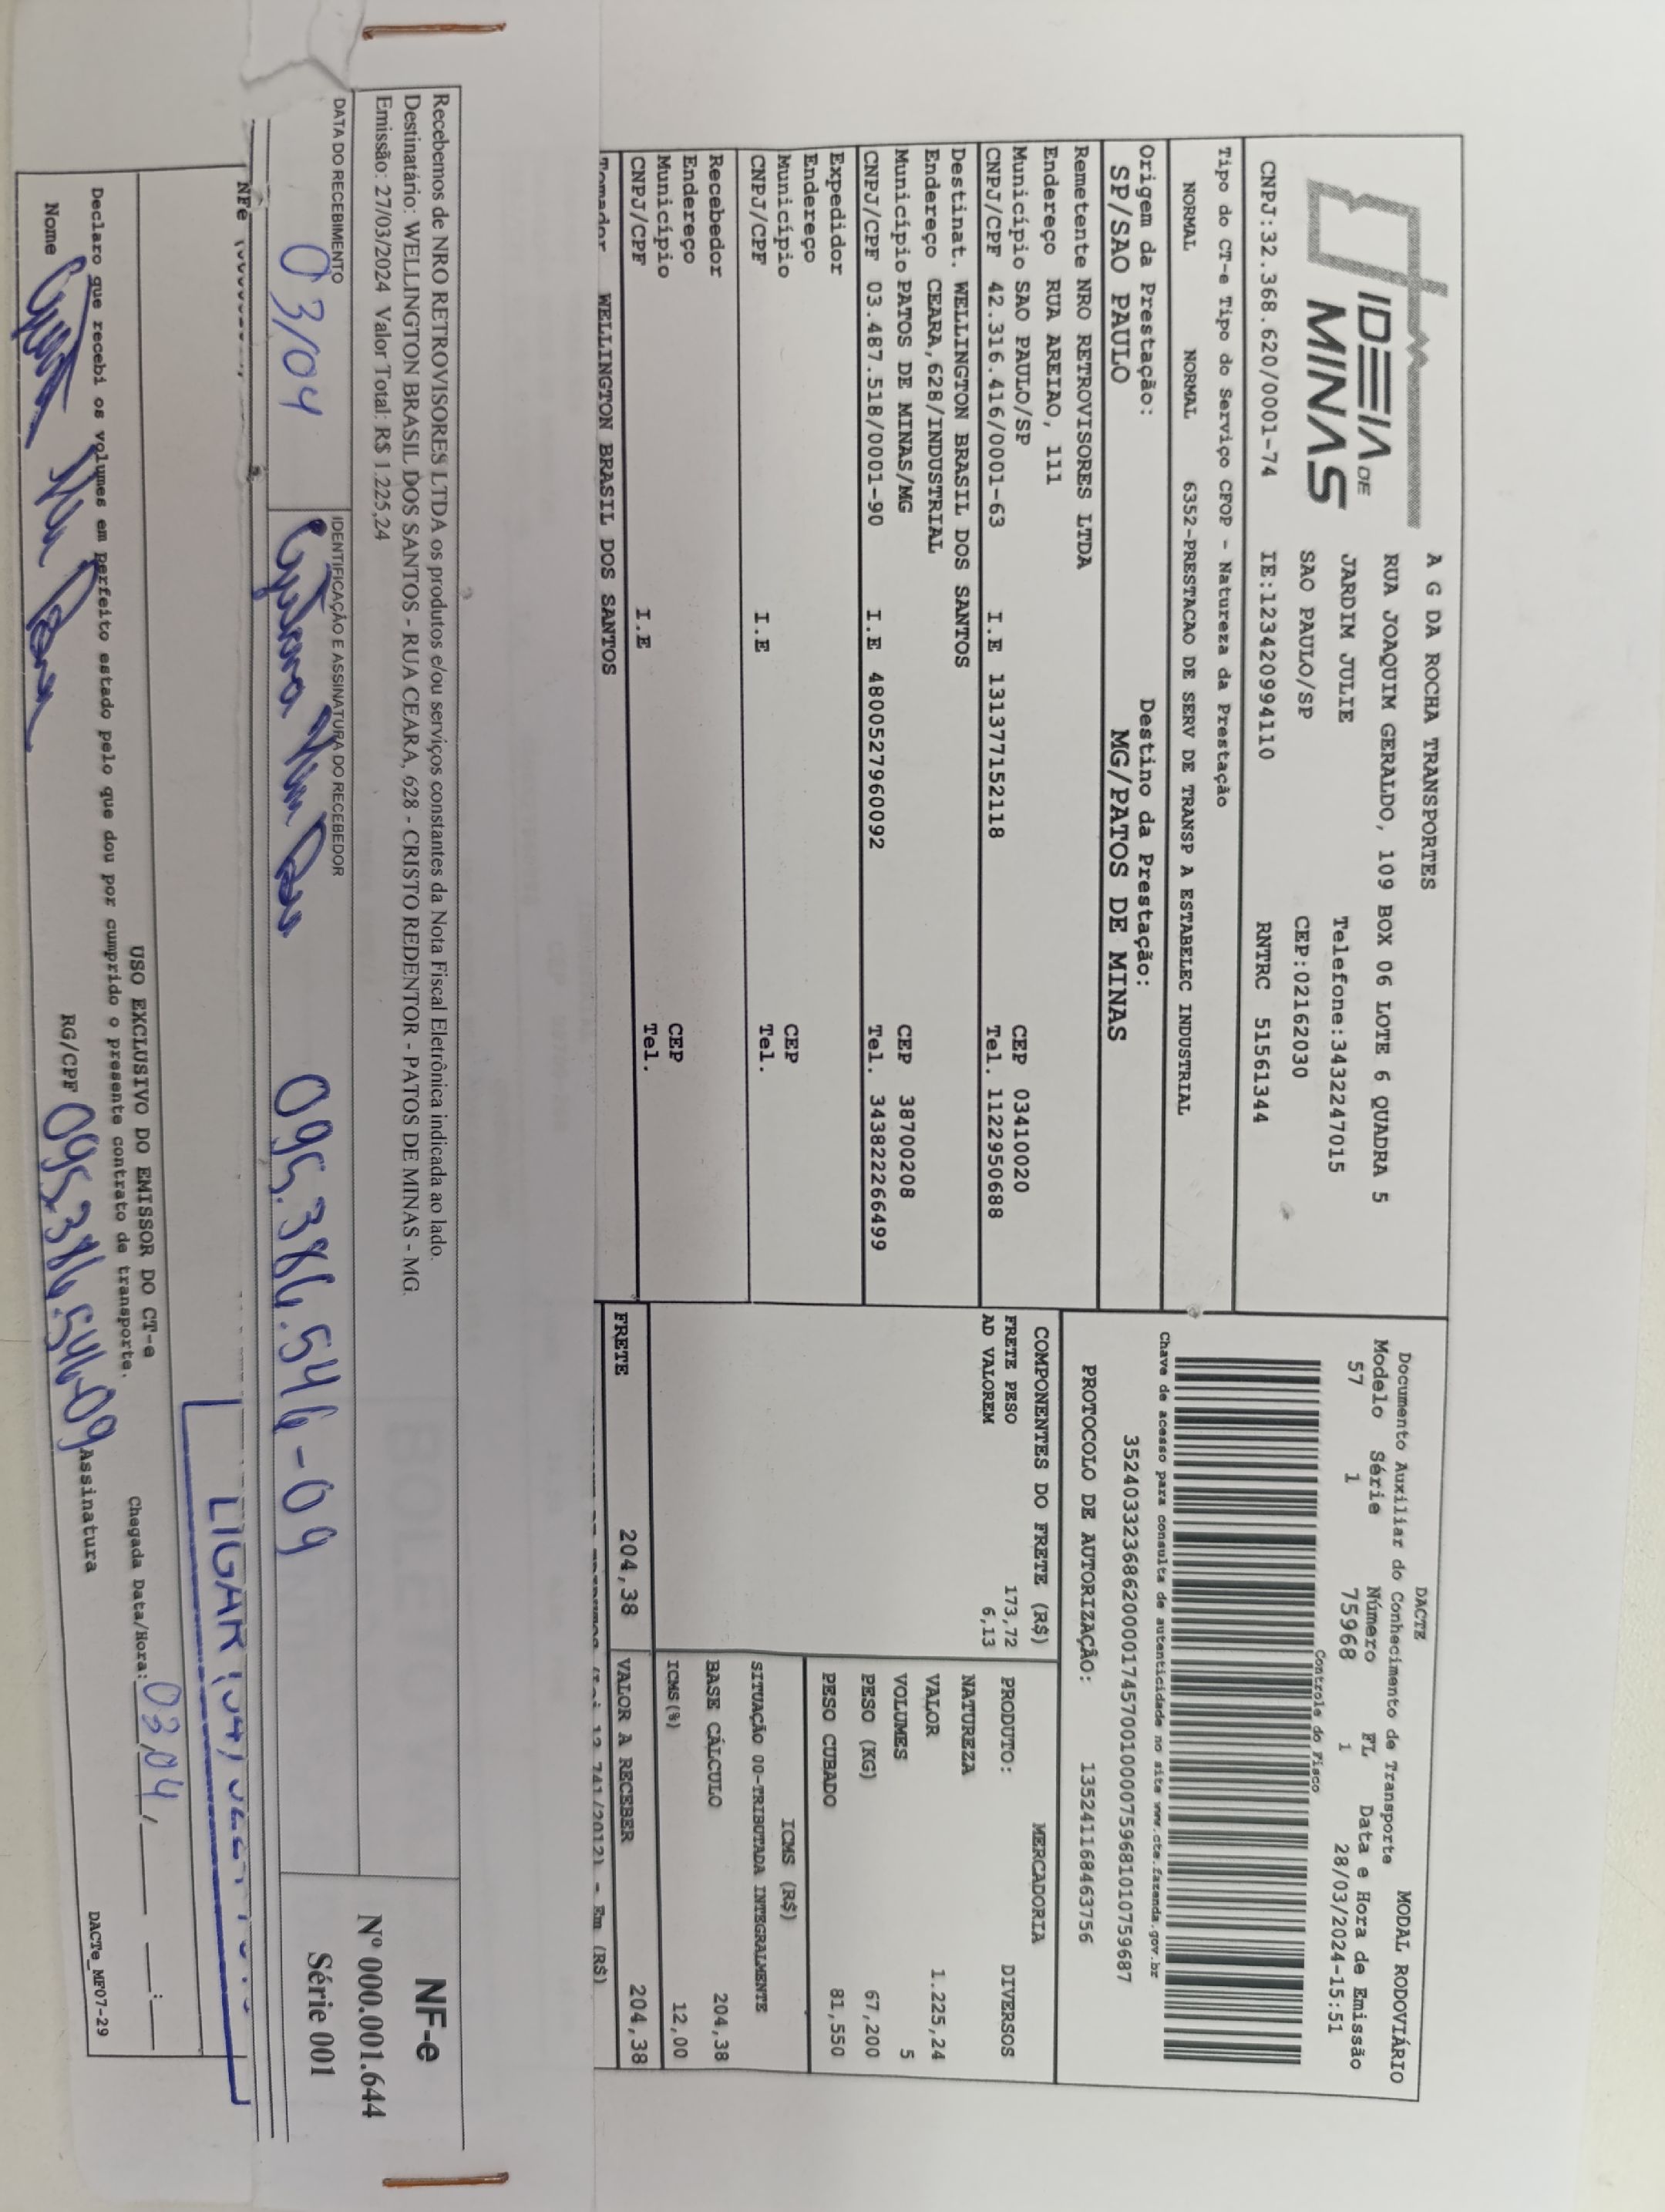 IDEIA DE
MINAS
A G DA ROCHA TRANSPORTES
RUA JOAQUIM GERALDO, 109 BOX 06 LOTE 6 QUADRA 5
JARDIM JULIE Telefone:3432247015
SAO PAULO/SP CEP:02162030
CNPJ:32.368.620/0001-74 IE:123420994110 RNTRC 51561344
Tipo do CT-e Tipo do Serviço CFOP - Natureza da Prestação
NORMAL NORMAL 6352-PRESTACAO DE SERV DE TRANSP A ESTABELEC INDUSTRIAL
Origem da Prestação: Destino da Prestação:
SP/SAO PAULO MG/PATOS DE MINAS
Remetente NRO RETROVISORES LTDA
Endereço RUA AREIAO, 111
Município SAO PAULO/SP CEP 03410020
CNPJ/CPF 42.316.416/0001-63 I.E 131377152118 Tel. 1122950688
Destinat. WELLINGTON BRASIL DOS SANTOS
Endereço CEARA,628/INDUSTRIAL
Município PATOS DE MINAS/MG CEP 38700208
CNPJ/CPF 03.487.518/0001-90 I.E 4800527960092 Tel. 343822266499
Expedidor
Endereço
Município CEP
CNPJ/CPF I.E Tel.
Recebedor
Endereço
Município CEP
CNPJ/CPF I.E Tel.
Tomador WELLINGTON BRASIL DOS SANTOS
DACTE MODAL RODOVIÁRIO
Documento Auxiliar do Conhecimento de Transporte
Modelo Série Número FL Data e Hora de Emissão
57 1 75968 1 28/03/2024-15:51
Controle do Fisco
Chave de acesso para consulta de autenticidade no site www.cte.fazenda.gov.br
35240332368620000174570010000759681010759687
PROTOCOLO DE AUTORIZAÇÃO: 135241168463756
COMPONENTES DO FRETE (R$)
FRETE PESO 173,72
AD VALOREM 6,13
MERCADORIA
PRODUTO: DIVERSOS
NATUREZA
VALOR 1.225,24
VOLUMES 5
PESO (KG) 67,200
PESO CUBADO 81,550
ICMS (R$)
SITUAÇÃO 00-TRIBUTADA INTEGRALMENTE
BASE CÁLCULO 204,38
ICMS(%) 12,00
FRETE 204,38 VALOR A RECEBER 204,38
Recebemos de NRO RETROVISORES LTDA os produtos e/ou serviços constantes da Nota Fiscal Eletrônica indicada ao lado.
Destinatário: WELLINGTON BRASIL DOS SANTOS - RUA CEARA, 628 - CRISTO REDENTOR - PATOS DE MINAS - MG
Emissão: 27/03/2024 Valor Total: R$ 1.225,24
DATA DO RECEBIMENTO IDENTIFICAÇÃO E ASSINATURA DO RECEBEDOR
03/04 095.386.546-09
NF-e
Nº 000.001.644
Série 001
NFe
LIGAR
USO EXCLUSIVO DO EMISSOR DO CT-e
Declaro que recebi os volumes em perfeito estado pelo que dou por cumprido o presente contrato de transporte.
Chegada Data/Hora: 03/04/
Nome RG/CPF 095.386.546-09 Assinatura
DACTe_MF07-29